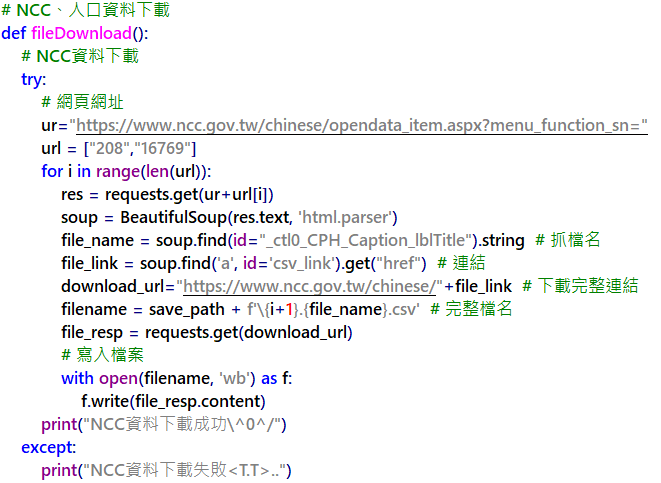 # NCC、人口資料下載
def fileDownload():
# NCC資料下載
try:
# 網頁網址
ur="https://www.ncc.gov.tw/chinese/opendata_item.aspx?menu_function_sn="
url = ["208","16769"]
for i in range(len(url)):
res = requests.get(ur+url[i])
soup = BeautifulSoup(res.text, 'html.parser')
file_name = soup.find(id="_ctl0_CPH_Caption_lblTitle").string # 抓檔名
file_link = soup.find('a', id='csv_link').get("href") # 連結
download_url="https://www.ncc.gov.tw/chinese/"+file_link # 下載完整連結
filename = save_path + f'\{i+1}.{file_name}.csv' # 完整檔名
file_resp = requests.get(download_url)
# 寫入檔案
with open(filename, 'wb') as f:
f.write(file_resp.content)
print("NCC資料下載成功\^0^/")
except:
print("NCC資料下載失敗<T.T>..")